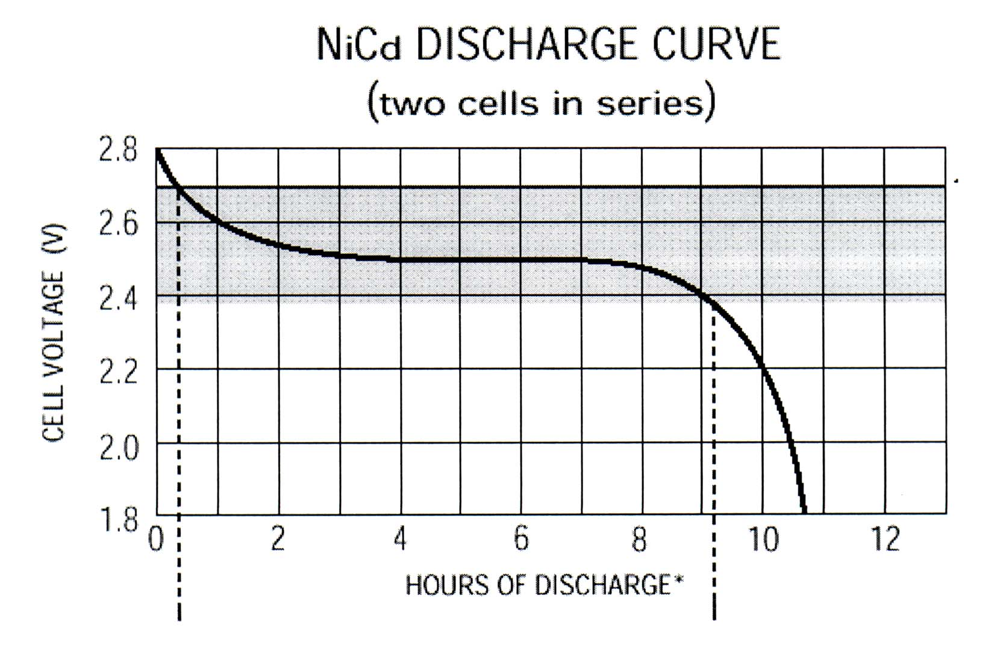 NiCd DISCHARGE CURVE
(two cells in series)
2.8
2.6
2.4
2.2
2.0
1.8
CELL VOLTAGE (V)
0 2 4 6 8 10 12
HOURS OF DISCHARGE*